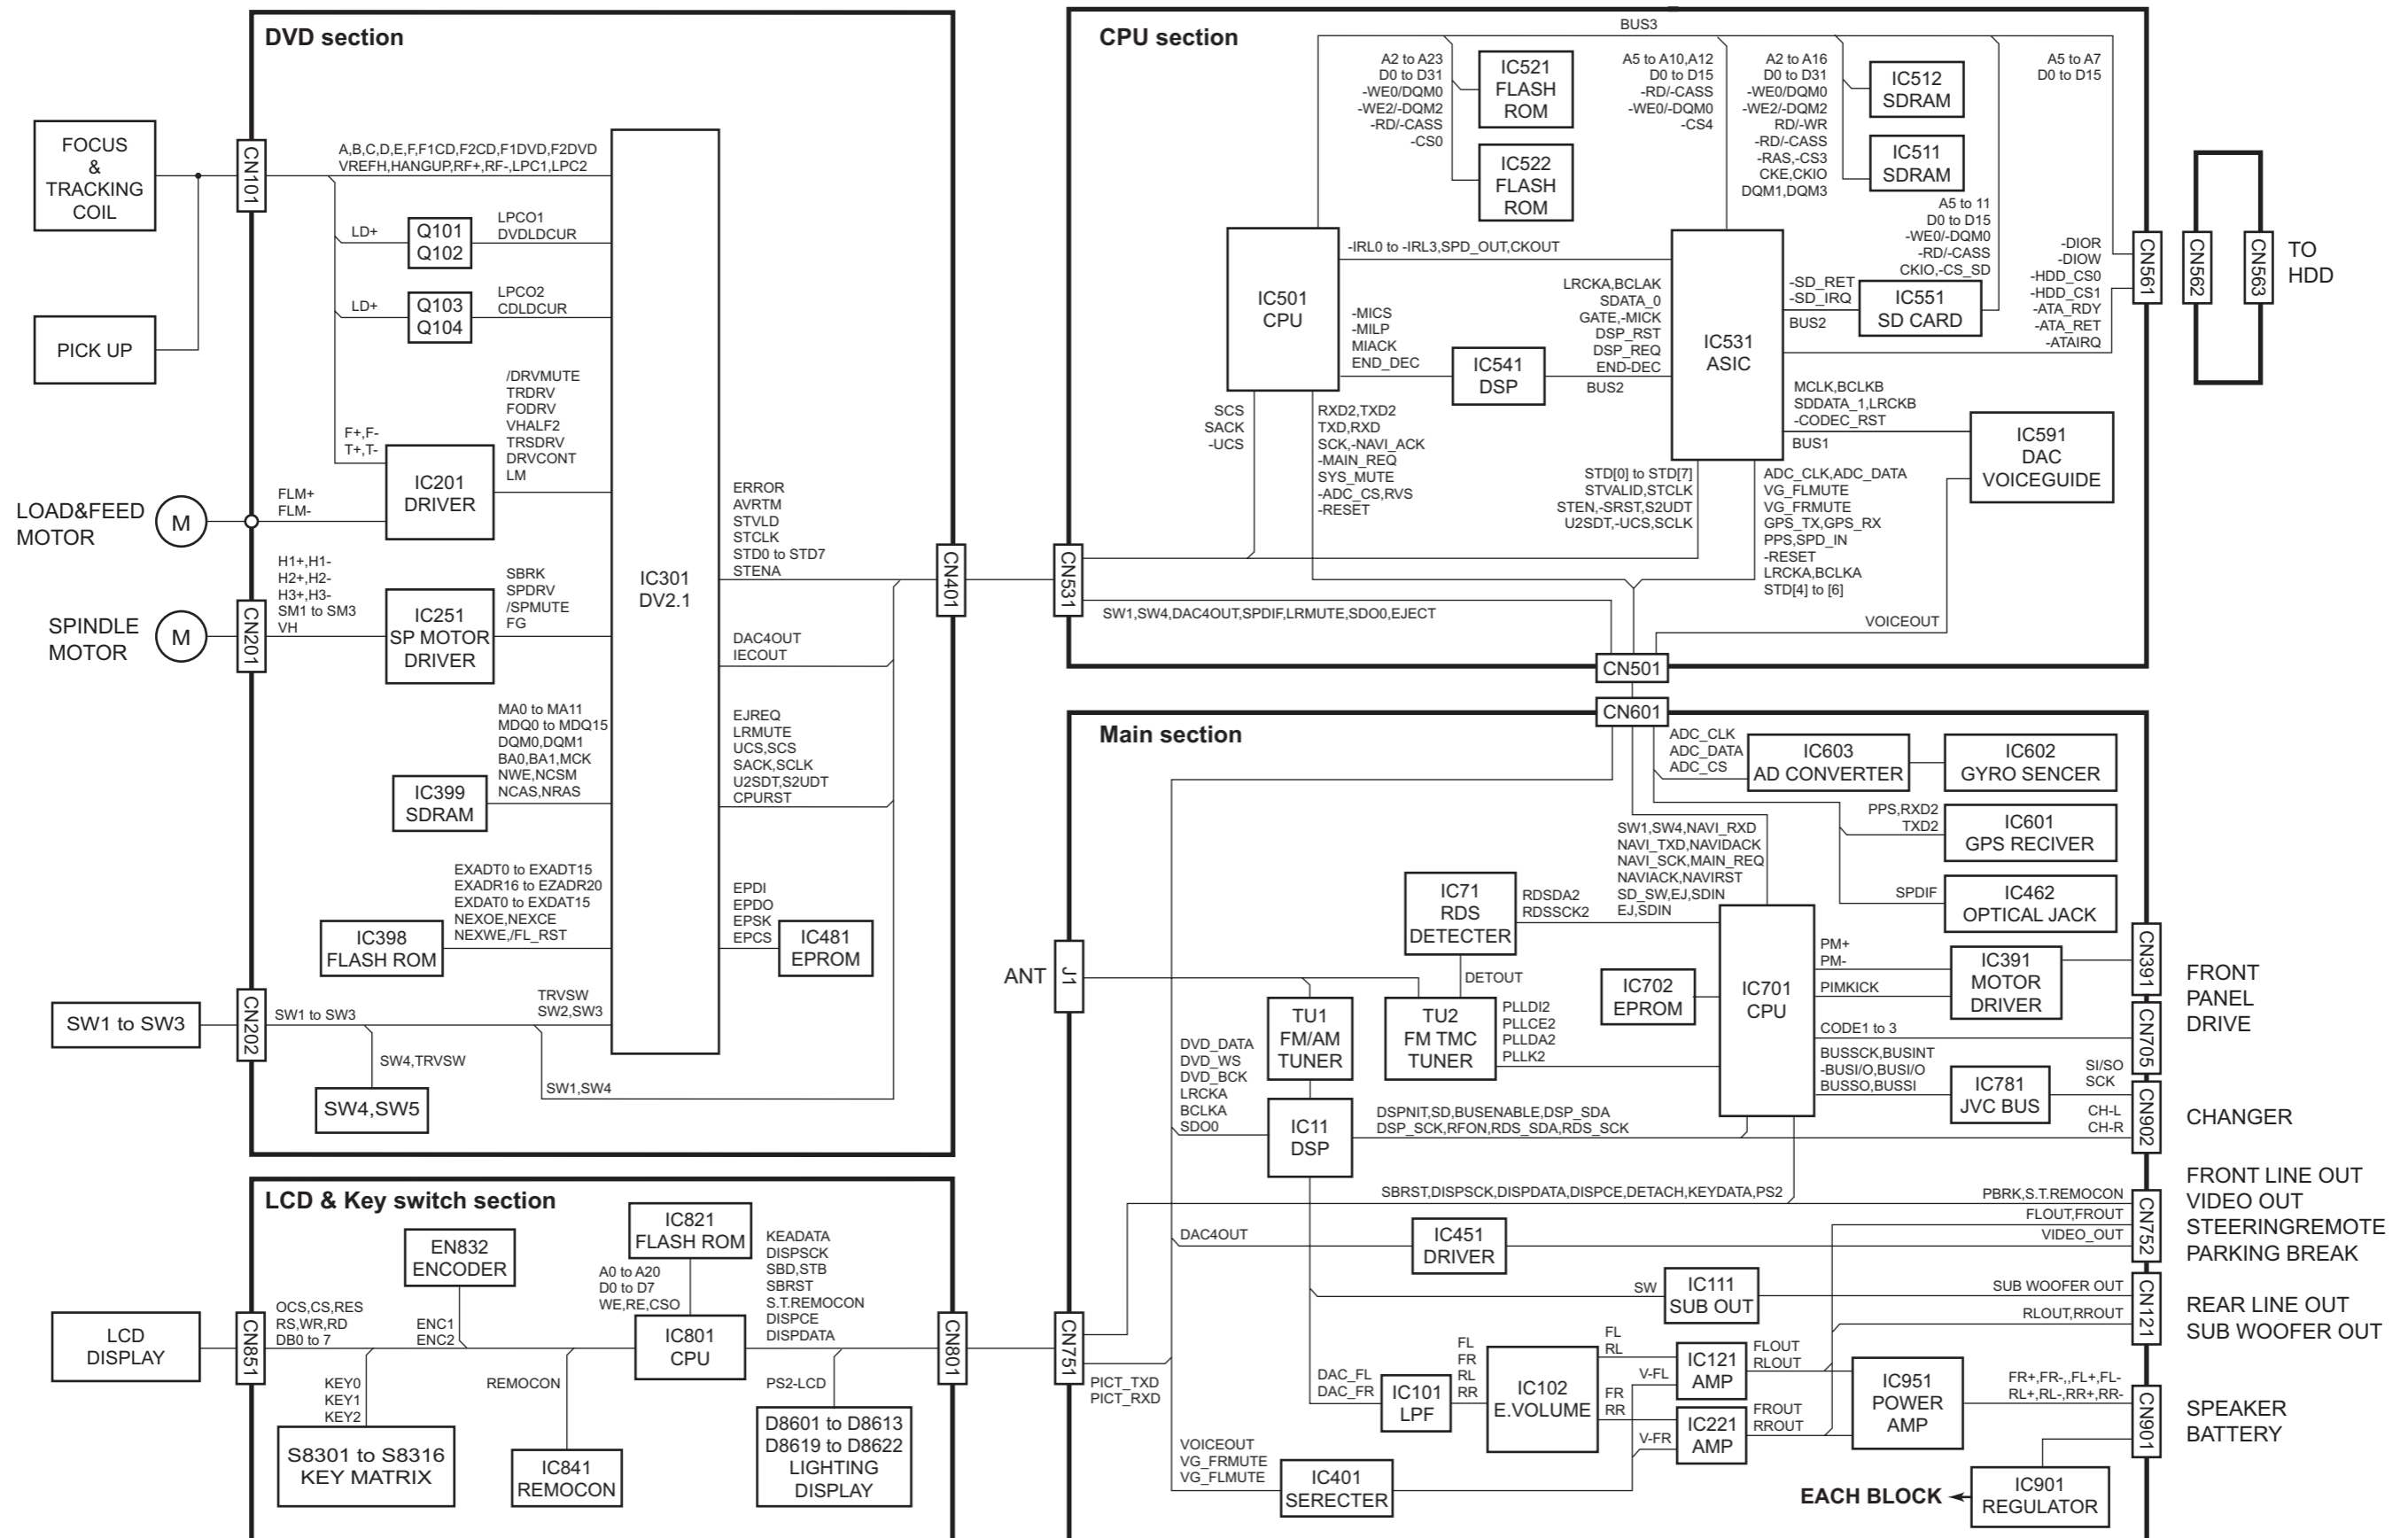 DVD section
FOCUS
&
TRACKING
COIL
PICK UP
CN101
A,B,C,D,E,F,F1CD,F2CD,F1DVD,F2DVD
VREFH,HANGUP,RF+,RF-,LPC1,LPC2
LD+
Q101
Q102
LPCO1
DVDLDCUR
LD+
Q103
Q104
LPCO2
CDLDCUR
/DRVMUTE
TRDRV
FODRV
VHALF2
TRSDRV
DRVCONT
LM
F+,F-
T+,T-
IC201
DRIVER
LOAD&FEED
MOTOR
M
FLM+
FLM-
SPINDLE
MOTOR
M
CN201
H1+,H1-
H2+,H2-
H3+,H3-
SM1 to SM3
VH
IC251
SP MOTOR
DRIVER
SBRK
SPDRV
/SPMUTE
FG
IC301
DV2.1
ERROR
AVRTM
STVLD
STCLK
STD0 to STD7
STENA
CN401
DAC4OUT
IECOUT
MA0 to MA11
MDQ0 to MDQ15
DQM0,DQM1
BA0,BA1,MCK
NWE,NCSM
NCAS,NRAS
IC399
SDRAM
EJREQ
LRMUTE
UCS,SCS
SACK,SCLK
U2SDT,S2UDT
CPURST
EXADT0 to EXADT15
EXADR16 to EZADR20
EXDAT0 to EXDAT15
NEXOE,NEXCE
NEXWE,/FL_RST
IC398
FLASH ROM
EPDI
EPDO
EPSK
EPCS
IC481
EPROM
SW1 to SW3
CN202
SW1 to SW3
TRVSW
SW2,SW3
SW4,TRVSW
SW4,SW5
SW1,SW4
LCD & Key switch section
LCD
DISPLAY
CN851
OCS,CS,RES
RS,WR,RD
DB0 to 7
EN832
ENCODER
ENC1
ENC2
IC821
FLASH ROM
A0 to A20
D0 to D7
WE,RE,CSO
IC801
CPU
KEADATA
DISPSCK
SBD,STB
SBRST
S.T.REMOCON
DISPCE
DISPDATA
CN801
KEY0
KEY1
KEY2
S8301 to S8316
KEY MATRIX
REMOCON
IC841
REMOCON
PS2-LCD
D8601 to D8613
D8619 to D8622
LIGHTING
DISPLAY
CPU section
BUS3
A2 to A23
D0 to D31
-WE0/DQM0
-WE2/-DQM2
-RD/-CASS
-CS0
IC521
FLASH
ROM
IC522
FLASH
ROM
A5 to A10,A12
D0 to D15
-RD/-CASS
-WE0/-DQM0
-CS4
A2 to A16
D0 to D31
-WE0/DQM0
-WE2/-DQM2
RD/-WR
-RD/-CASS
-RAS,-CS3
CKE,CKIO
DQM1,DQM3
IC512
SDRAM
IC511
SDRAM
A5 to A7
D0 to D15
A5 to 11
D0 to D15
-WE0/-DQM0
-RD/-CASS
CKIO,-CS_SD
IC501
CPU
-IRL0 to -IRL3,SPD_OUT,CKOUT
-MICS
-MILP
MIACK
END_DEC
IC541
DSP
LRCKA,BCLAK
SDATA_0
GATE,-MICK
DSP_RST
DSP_REQ
END-DEC
BUS2
IC531
ASIC
-SD_RET
-SD_IRQ
BUS2
IC551
SD CARD
-DIOR
-DIOW
-HDD_CS0
-HDD_CS1
-ATA_RDY
-ATA_RET
-ATAIRQ
CN561
CN562
CN563
TO
HDD
MCLK,BCLKB
SDDATA_1,LRCKB
-CODEC_RST
BUS1
IC591
DAC
VOICEGUIDE
SCS
SACK
-UCS
RXD2,TXD2
TXD,RXD
SCK,-NAVI_ACK
-MAIN_REQ
SYS_MUTE
-ADC_CS,RVS
-RESET
STD[0] to STD[7]
STVALID,STCLK
STEN,-SRST,S2UDT
U2SDT,-UCS,SCLK
ADC_CLK,ADC_DATA
VG_FLMUTE
VG_FRMUTE
GPS_TX,GPS_RX
PPS,SPD_IN
-RESET
LRCKA,BCLKA
STD[4] to [6]
CN531
SW1,SW4,DAC4OUT,SPDIF,LRMUTE,SDO0,EJECT
VOICEOUT
CN501
CN601
Main section
ADC_CLK
ADC_DATA
ADC_CS
IC603
AD CONVERTER
IC602
GYRO SENCER
PPS,RXD2
TXD2
IC601
GPS RECIVER
SPDIF
IC462
OPTICAL JACK
SW1,SW4,NAVI_RXD
NAVI_TXD,NAVIDACK
NAVI_SCK,MAIN_REQ
NAVIACK,NAVIRST
SD_SW,EJ,SDIN
EJ,SDIN
IC71
RDS
DETECTER
RDSDA2
RDSSCK2
DETOUT
ANT
J1
TU1
FM/AM
TUNER
TU2
FM TMC
TUNER
PLLDI2
PLLCE2
PLLDA2
PLLK2
IC702
EPROM
IC701
CPU
PM+
PM-
PIMKICK
IC391
MOTOR
DRIVER
CN391
FRONT
PANEL
DRIVE
CODE1 to 3
CN705
BUSSCK,BUSINT
-BUSI/O,BUSI/O
BUSSO,BUSSI
IC781
JVC BUS
SI/SO
SCK
CH-L
CH-R
CN902
CHANGER
DVD_DATA
DVD_WS
DVD_BCK
LRCKA
BCLKA
SDO0
IC11
DSP
DSPNIT,SD,BUSENABLE,DSP_SDA
DSP_SCK,RFON,RDS_SDA,RDS_SCK
SBRST,DISPSCK,DISPDATA,DISPCE,DETACH,KEYDATA,PS2
PBRK,S.T.REMOCON
FLOUT,FROUT
VIDEO_OUT
CN752
FRONT LINE OUT
VIDEO OUT
STEERINGREMOTE
PARKING BREAK
DAC4OUT
IC451
DRIVER
SW
IC111
SUB OUT
SUB WOOFER OUT
RLOUT,RROUT
CN121
REAR LINE OUT
SUB WOOFER OUT
CN751
PICT_TXD
PICT_RXD
DAC_FL
DAC_FR
IC101
LPF
FL
FR
RL
RR
IC102
E.VOLUME
FL
RL
FR
RR
V-FL
V-FR
IC121
AMP
IC221
AMP
FLOUT
RLOUT
FROUT
RROUT
IC951
POWER
AMP
FR+,FR-,,FL+,FL-
RL+,RL-,RR+,RR-
CN901
SPEAKER
BATTERY
VOICEOUT
VG_FRMUTE
VG_FLMUTE
IC401
SERECTER
EACH BLOCK
IC901
REGULATOR